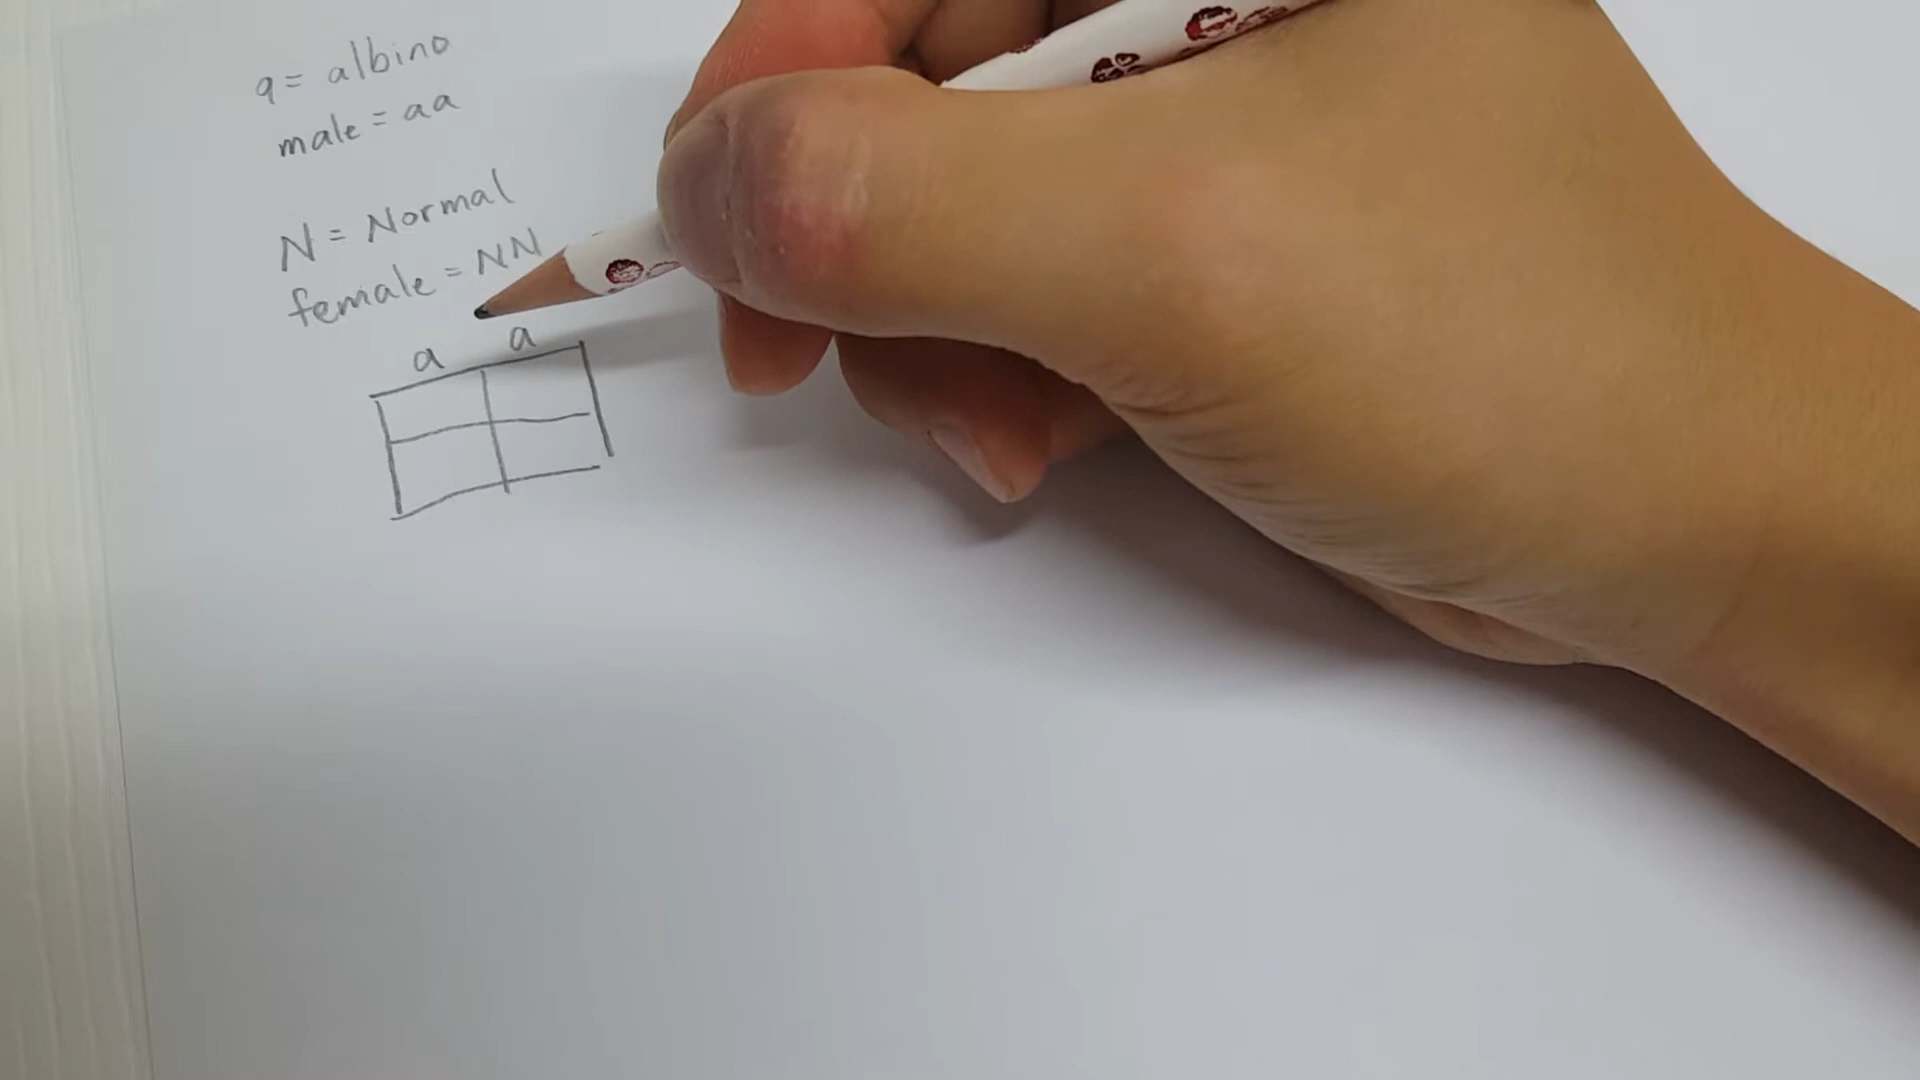 a = albino
male = aa
N = Normal
female = NN
a a